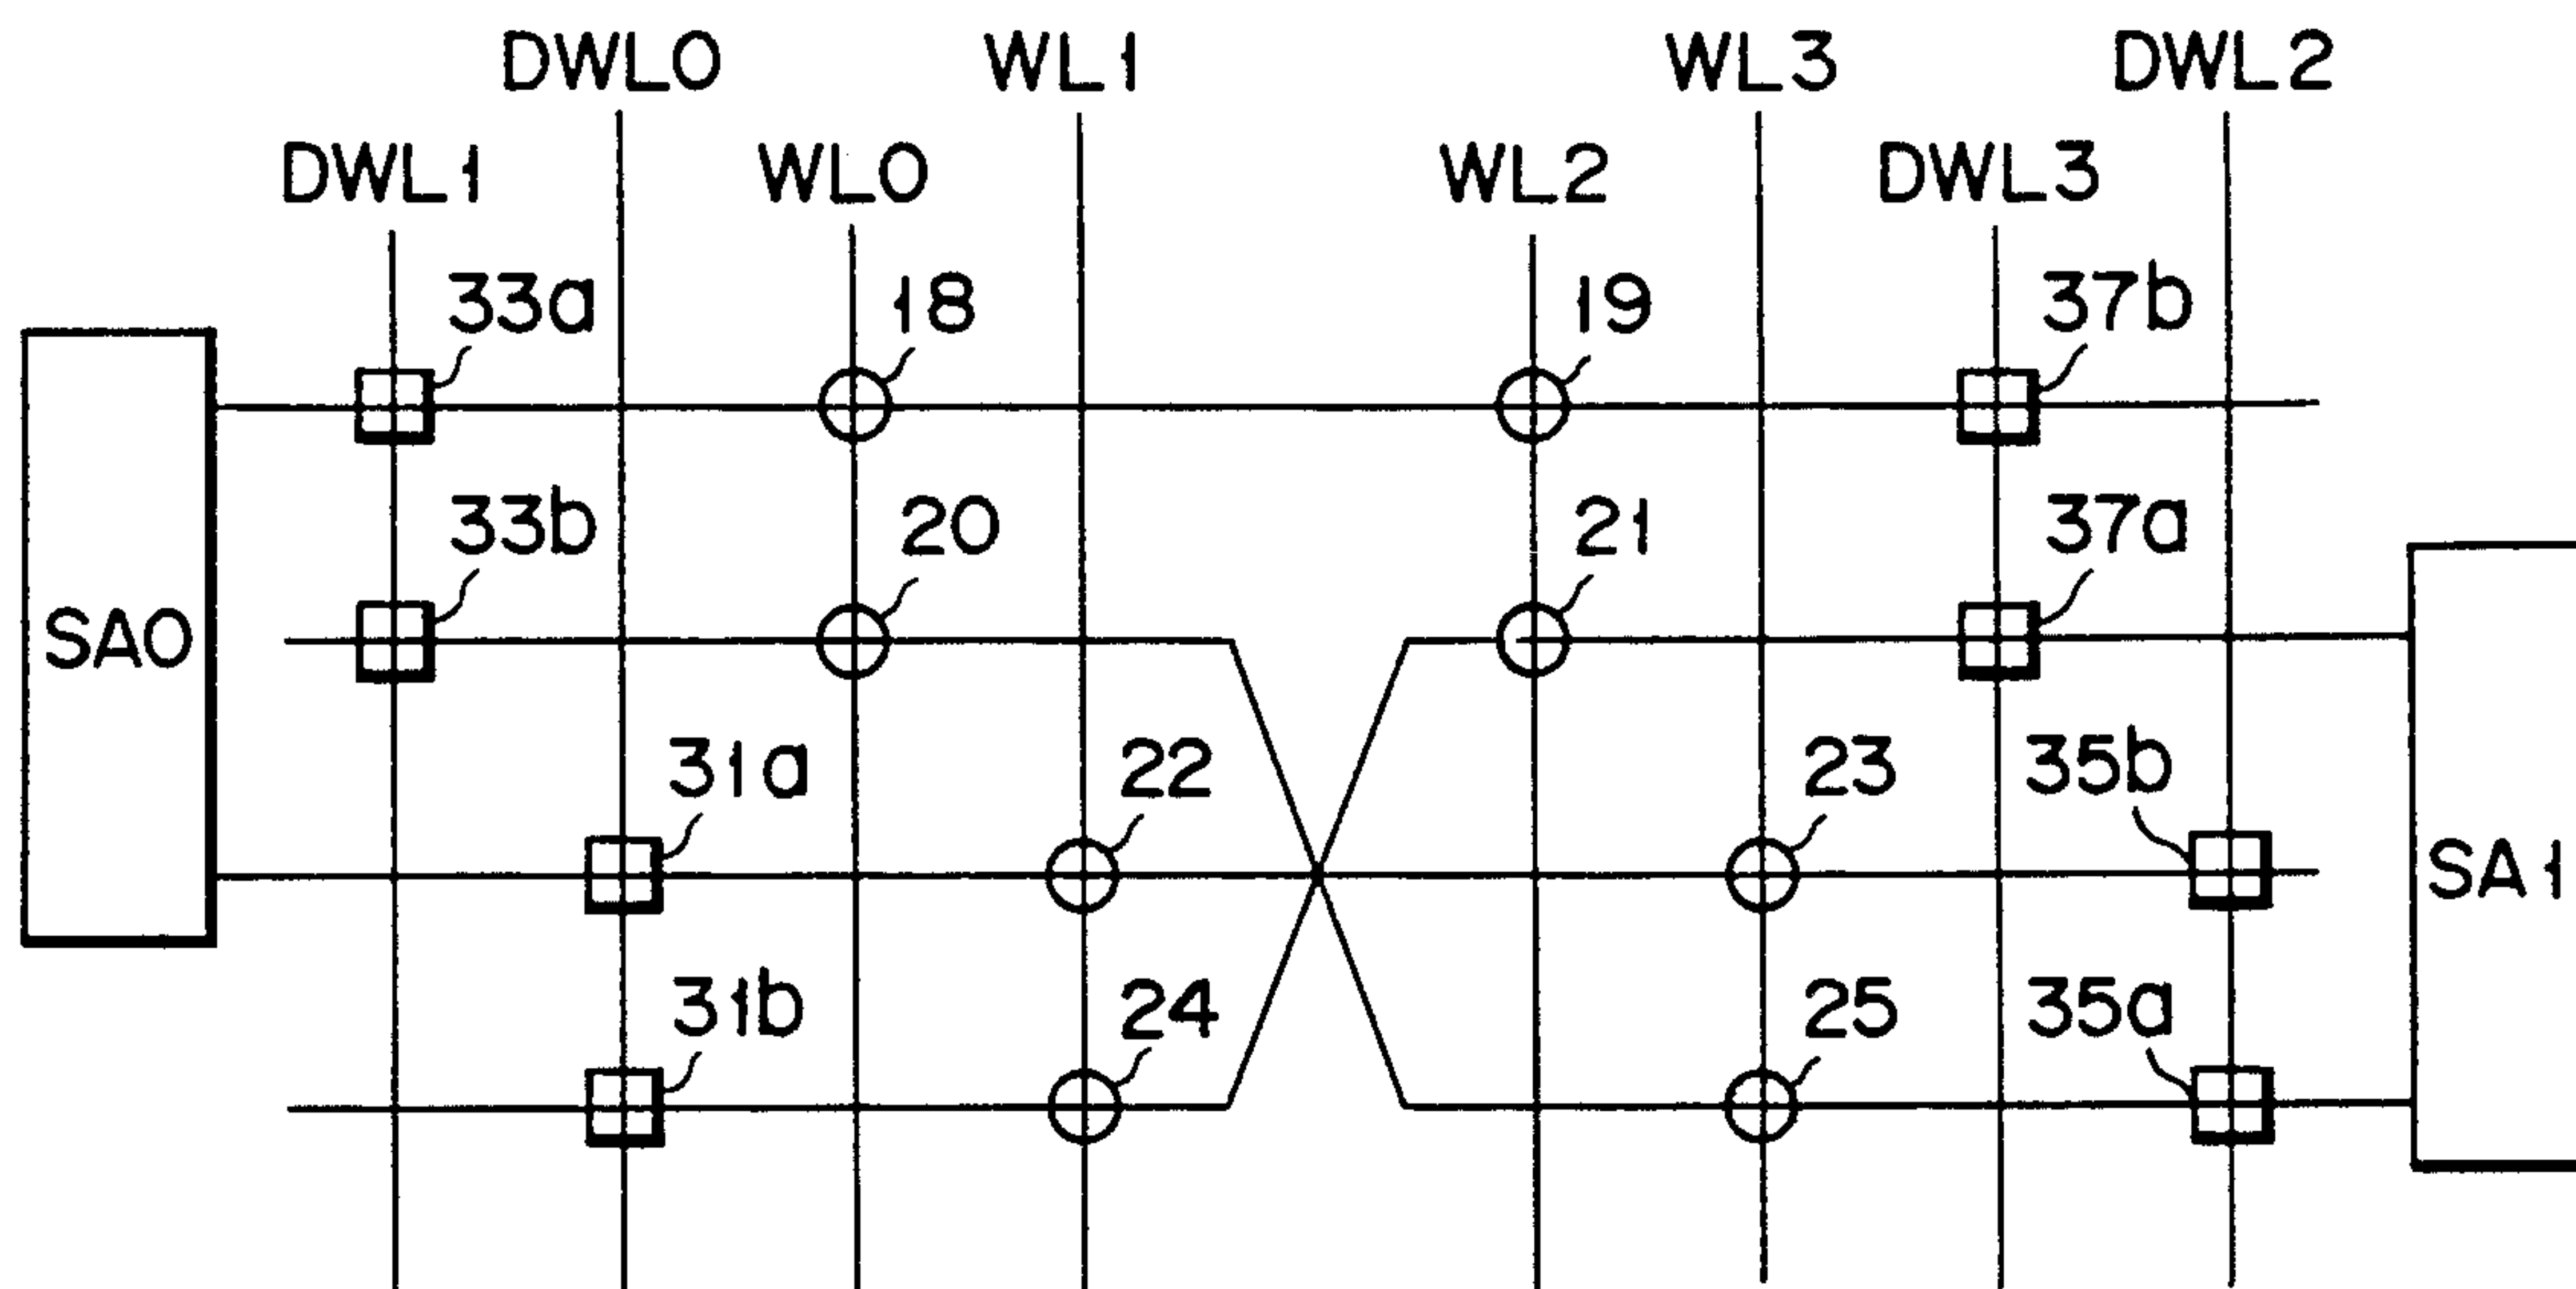 DWL0 WL1 WL3 DWL2
DWL1 WL0 WL2 DWL3
33a 18 19 37b
33b 20 21 37a
SA0
31a 22 23 35b
SA1
31b 24 25 35a